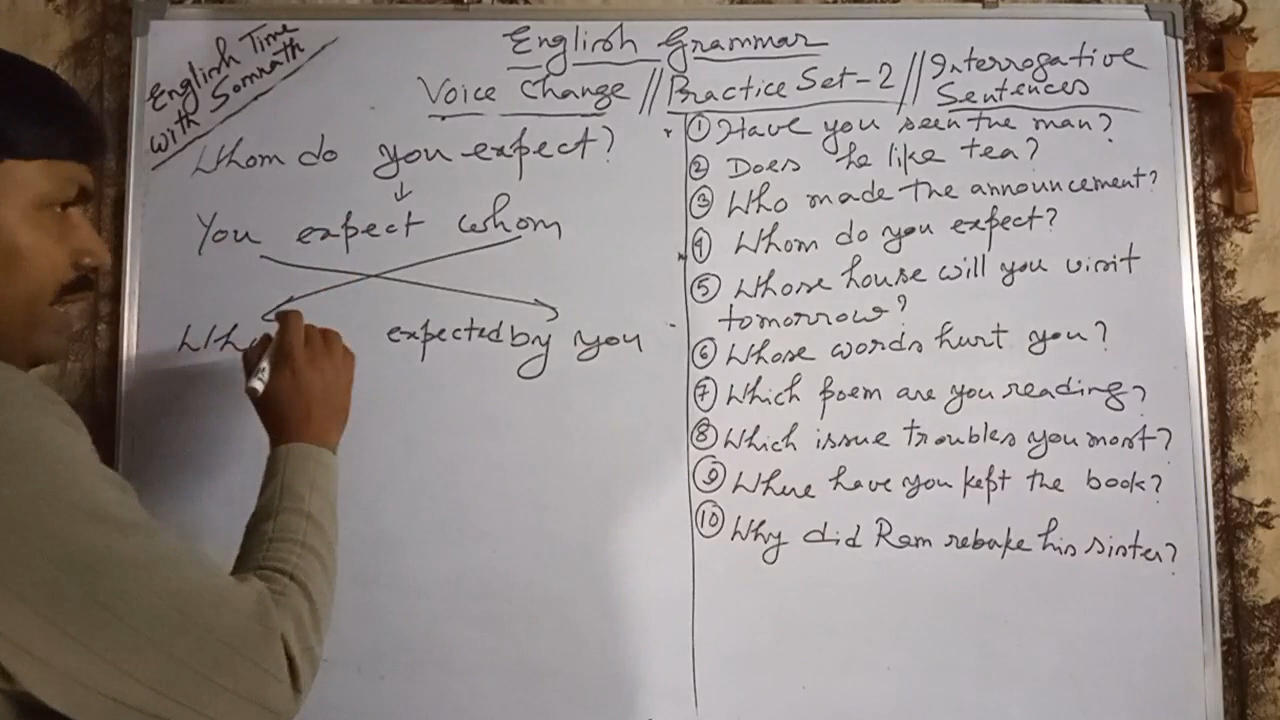 English Time
with Somnath
English Grammar
Voice Change // Practice Set-2 // Interrogative Sentences
Whom do you expect?
You expect whom
Who expected by you
① Have you seen the man?
② Does he like tea?
③ Who made the announcement?
④ Whom do you expect?
⑤ Whose house will you visit
tomorrow?
⑥ Whose words hurt you?
⑦ Which poem are you reading?
⑧ Which issue troubles you most?
⑨ Where have you kept the book?
⑩ Why did Ram rebuke his sister?